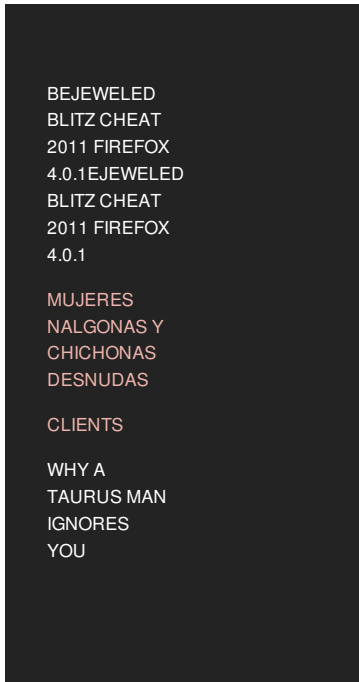 BEJEWELED
BLITZ CHEAT
2011 FIREFOX
4.0.1EJEWELED
BLITZ CHEAT
2011 FIREFOX
4.0.1
MUJERES
NALGONAS Y
CHICHONAS
DESNUDAS
CLIENTS
WHY A
TAURUS MAN
IGNORES
YOU